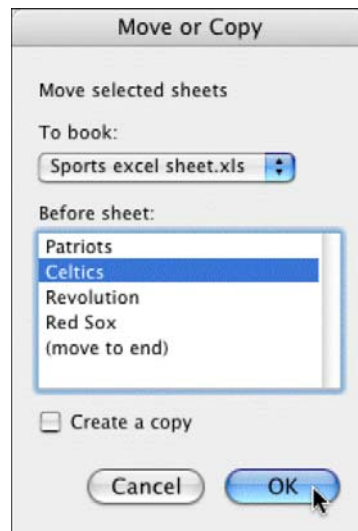 Move or Copy
Move selected sheets
To book:
Sports excel sheet.xls
Before sheet:
Patriots
Celtics
Revolution
Red Sox
(move to end)
Create a copy
Cancel OK